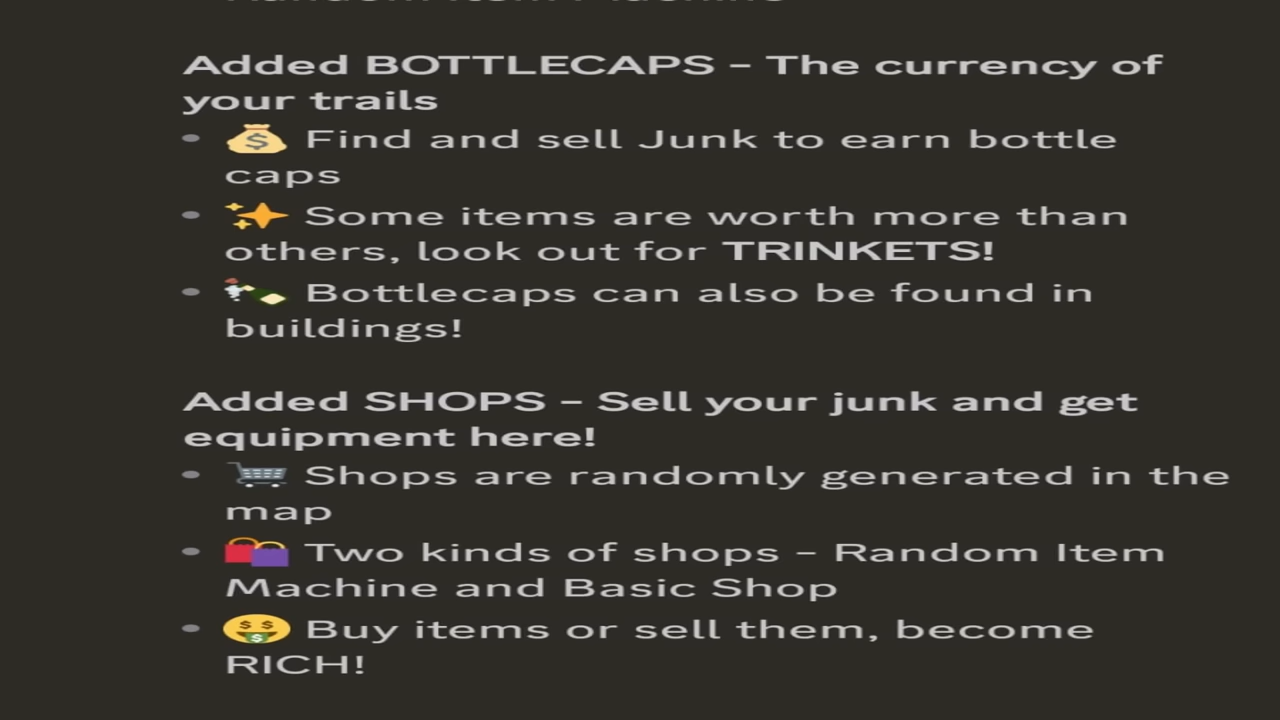 Random Item Machine
Added BOTTLECAPS – The currency of
your trails
💰 Find and sell Junk to earn bottle
caps
✨ Some items are worth more than
others, look out for TRINKETS!
🍾 Bottlecaps can also be found in
buildings!
Added SHOPS – Sell your junk and get
equipment here!
🛒 Shops are randomly generated in the
map
🛍️ Two kinds of shops – Random Item
Machine and Basic Shop
🤑 Buy items or sell them, become
RICH!